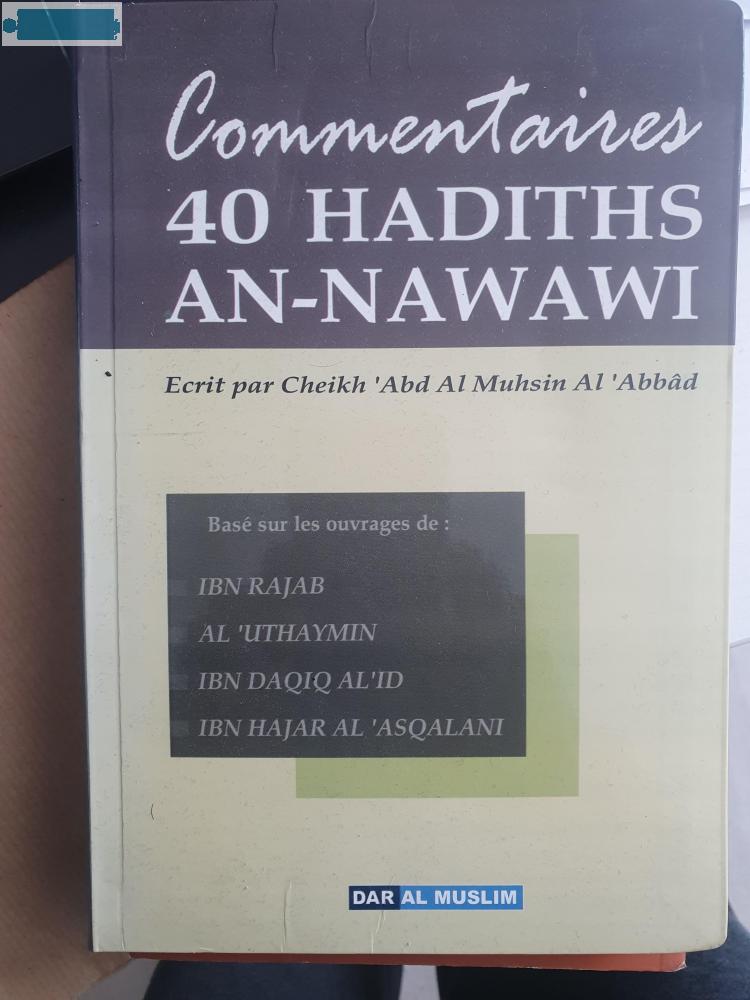 Commentaires
40 HADITHS
AN-NAWAWI
Ecrit par Cheikh 'Abd Al Muhsin Al 'Abbâd
Basé sur les ouvrages de :
IBN RAJAB
AL 'UTHAYMIN
IBN DAQIQ AL'ID
IBN HAJAR AL 'ASQALANI
DAR AL MUSLIM